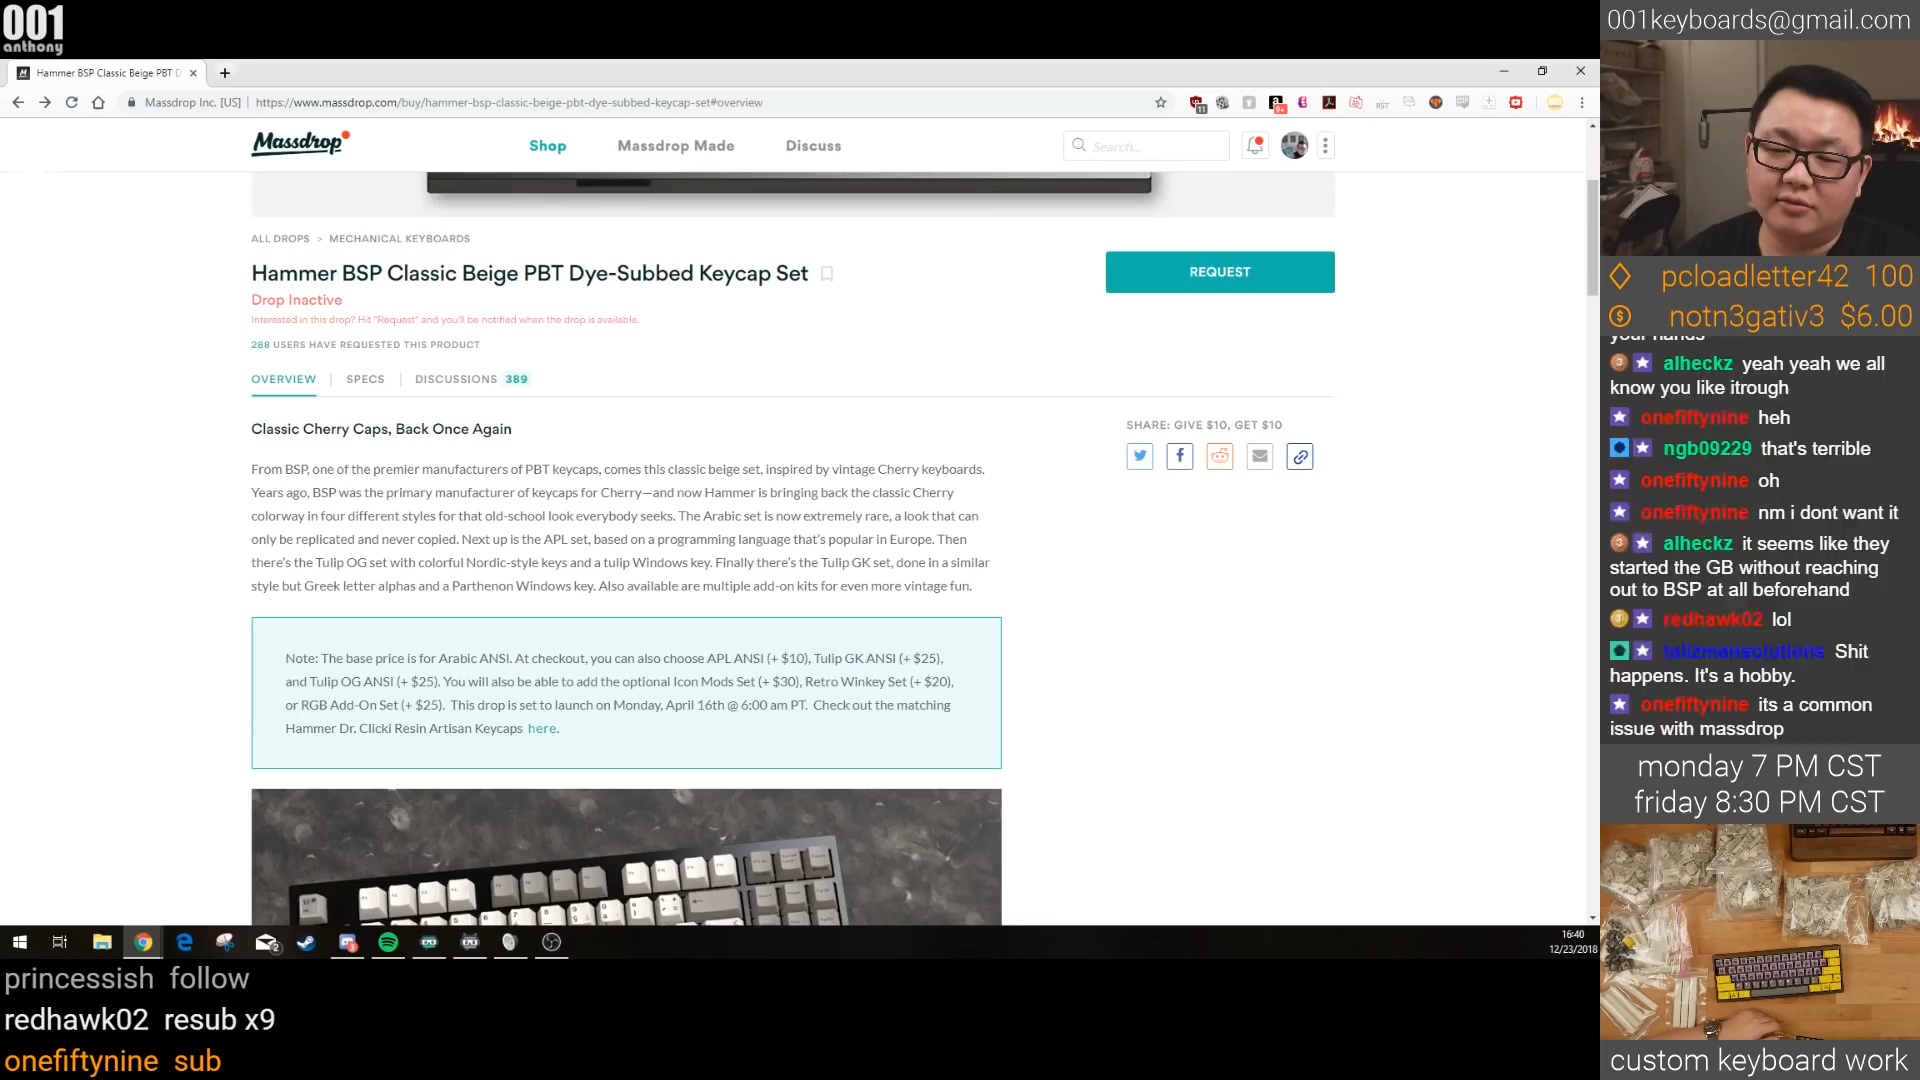 001
anthony
001keyboards@gmail.com
Hammer BSP Classic Beige PBT D
Massdrop Inc. [US]
https://www.massdrop.com/buy/hammer-bsp-classic-beige-pbt-dye-subbed-keycap-set#overview
11
9+
RST
Massdrop
Shop
Massdrop Made
Discuss
Search...
ALL DROPS > MECHANICAL KEYBOARDS
Hammer BSP Classic Beige PBT Dye-Subbed Keycap Set
REQUEST
Drop Inactive
Interested in this drop? Hit "Request" and you'll be notified when the drop is available.
288 USERS HAVE REQUESTED THIS PRODUCT
OVERVIEW | SPECS | DISCUSSIONS 389
Classic Cherry Caps, Back Once Again
SHARE: GIVE $10, GET $10
From BSP, one of the premier manufacturers of PBT keycaps, comes this classic beige set, inspired by vintage Cherry keyboards.
Years ago, BSP was the primary manufacturer of keycaps for Cherry—and now Hammer is bringing back the classic Cherry
colorway in four different styles for that old-school look everybody seeks. The Arabic set is now extremely rare, a look that can
only be replicated and never copied. Next up is the APL set, based on a programming language that's popular in Europe. Then
there's the Tulip OG set with colorful Nordic-style keys and a tulip Windows key. Finally there's the Tulip GK set, done in a similar
style but Greek letter alphas and a Parthenon Windows key. Also available are multiple add-on kits for even more vintage fun.
Note: The base price is for Arabic ANSI. At checkout, you can also choose APL ANSI (+ $10), Tulip GK ANSI (+ $25),
and Tulip OG ANSI (+ $25). You will also be able to add the optional Icon Mods Set (+ $30), Retro Winkey Set (+ $20),
or RGB Add-On Set (+ $25). This drop is set to launch on Monday, April 16th @ 6:00 am PT. Check out the matching
Hammer Dr, Clicki Resin Artisan Keycaps here.
16:40
12/23/2018
princessish follow
redhawk02 resub x9
onefiftynine sub
pcloadletter42 100
notn3gativ3 $6.00
your hands
alheckz yeah yeah we all
know you like itrough
onefiftynine heh
ngb09229 that's terrible
onefiftynine oh
onefiftynine nm i dont want it
alheckz it seems like they
started the GB without reaching
out to BSP at all beforehand
redhawk02 lol
talizmansolutions Shit
happens. It's a hobby.
onefiftynine its a common
issue with massdrop
monday 7 PM CST
friday 8:30 PM CST
custom keyboard work